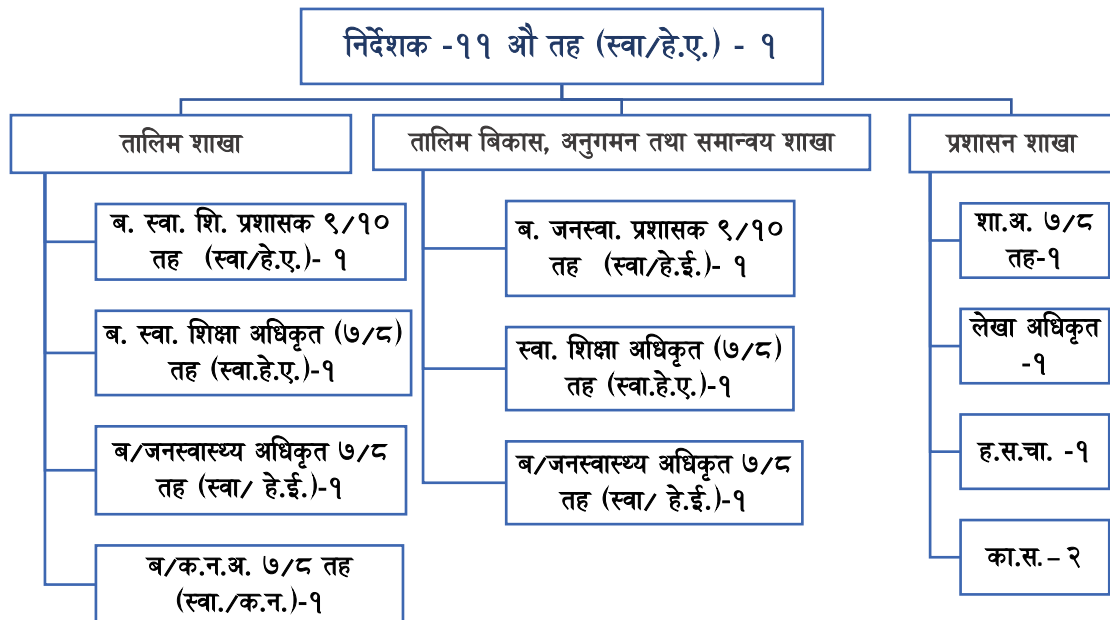 निर्देशक -११ औ तह (स्वा/हे.ए.) - १
तालिम शाखा
ब. स्वा. शि. प्रशासक ९/१०
तह (स्वा/हे.ए.)- १
ब. स्वा. शिक्षा अधिकृत (७/८)
तह (स्वा.हे.ए.)-१
ब/जनस्वास्थ्य अधिकृत ७/८
तह (स्वा/ हे.ई.)-१
ब/क.न.अ. ७/८ तह
(स्वा./क.न.)-१
तालिम बिकास, अनुगमन तथा समान्वय शाखा
ब. जनस्वा. प्रशासक ९/१०
तह (स्वा/हे.ई.)- १
स्वा. शिक्षा अधिकृत (७/८)
तह (स्वा.हे.ए.)-१
ब/जनस्वास्थ्य अधिकृत ७/८
तह (स्वा/ हे.ई.)-१
प्रशासन शाखा
शा.अ. ७/८
तह-१
लेखा अधिकृत
-१
ह.स.चा. -१
का.स.– २